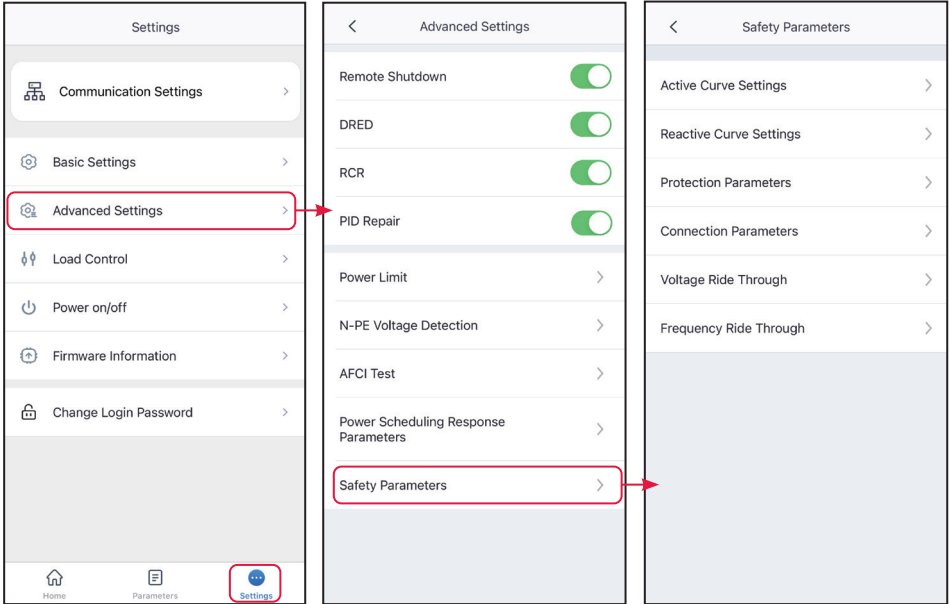 Settings
Communication Settings
Basic Settings
Advanced Settings
Load Control
Power on/off
Firmware Information
Change Login Password
Home
Parameters
Settings
Advanced Settings
Remote Shutdown
DRED
RCR
PID Repair
Power Limit
N-PE Voltage Detection
AFCI Test
Power Scheduling Response
Parameters
Safety Parameters
Safety Parameters
Active Curve Settings
Reactive Curve Settings
Protection Parameters
Connection Parameters
Voltage Ride Through
Frequency Ride Through